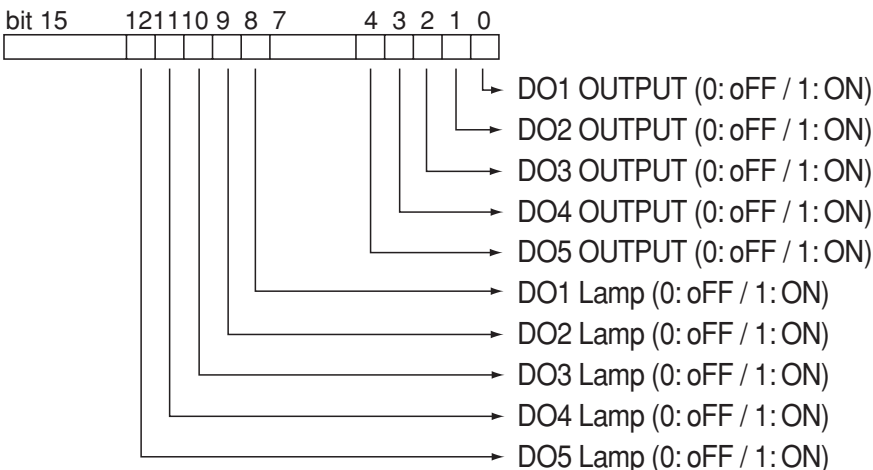 bit 15 12 11 10 9 8 7 4 3 2 1 0
DO1 OUTPUT (0: oFF / 1: ON)
DO2 OUTPUT (0: oFF / 1: ON)
DO3 OUTPUT (0: oFF / 1: ON)
DO4 OUTPUT (0: oFF / 1: ON)
DO5 OUTPUT (0: oFF / 1: ON)
DO1 Lamp (0: oFF / 1: ON)
DO2 Lamp (0: oFF / 1: ON)
DO3 Lamp (0: oFF / 1: ON)
DO4 Lamp (0: oFF / 1: ON)
DO5 Lamp (0: oFF / 1: ON)